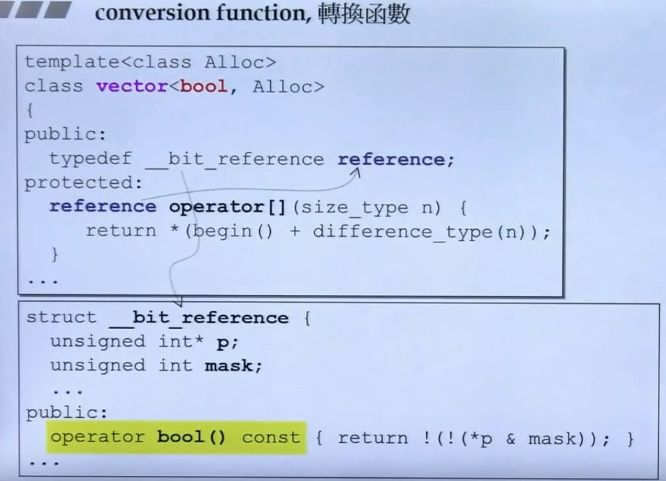 conversion function, 轉換函數
template<class Alloc>
class vector<bool, Alloc>
{
public:
  typedef __bit_reference reference;
protected:
  reference operator[](size_type n) {
    return *(begin() + difference_type(n));
  }
...
struct __bit_reference {
  unsigned int* p;
  unsigned int mask;
  ...
public:
  operator bool() const { return !(!(*p & mask)); }
...